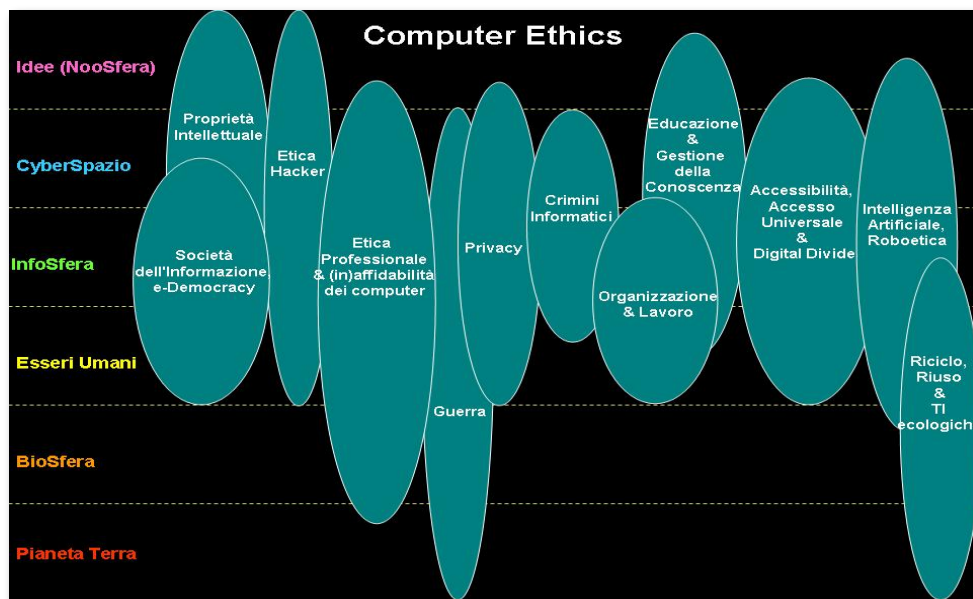 Computer Ethics
Idee (NooSfera)
CyberSpazio
InfoSfera
Esseri Umani
BioSfera
Pianeta Terra
Proprietà
Intellettuale
Società
dell'Informazione,
e-Democracy
Etica
Hacker
Etica
Professionale
& (in)affidabilità
dei computer
Guerra
Privacy
Crimini
Informatici
Educazione
&
Gestione
della
Conoscenza
Organizzazione
& Lavoro
Accessibilità,
Accesso
Universale
&
Digital Divide
Intelligenza
Artificiale,
Roboetica
Riciclo,
Riuso
&
TI
ecologich